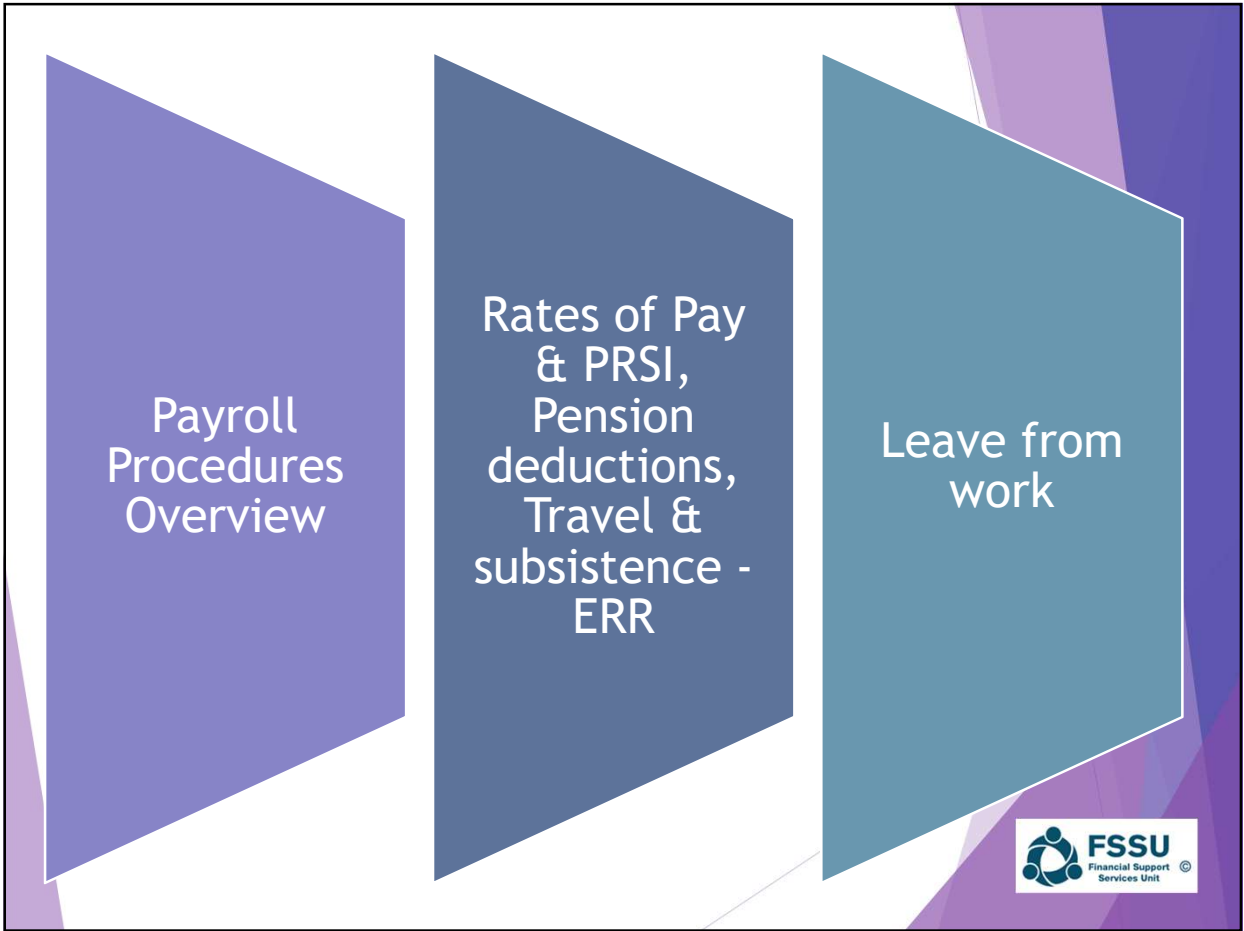 Payroll
Procedures
Overview
Rates of Pay
& PRSI,
Pension
deductions,
Travel &
subsistence -
ERR
Leave from
work
FSSU
Financial Support ©
Services Unit